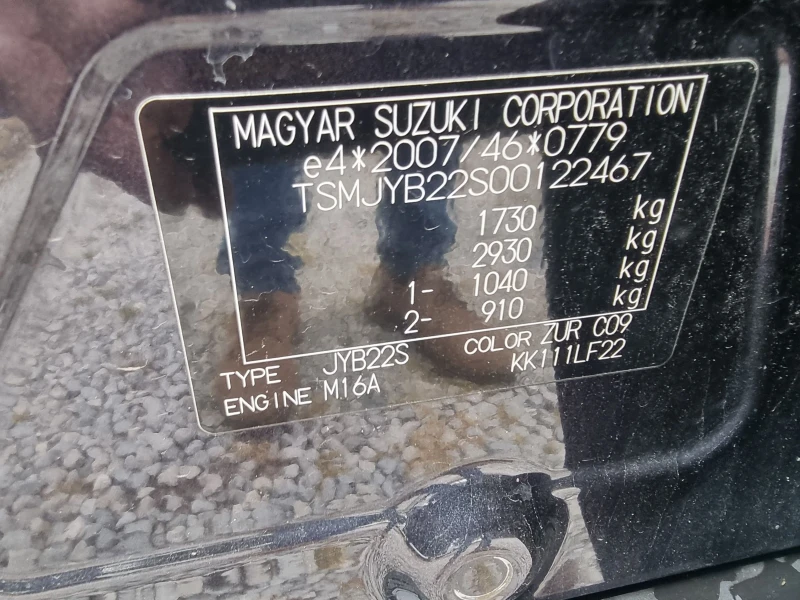 MAGYAR SUZUKI CORPORATION
e4*2007/46*0779
TSMJYB22S00122467
1730 kg
2930 kg
1- 1040 kg
2- 910 kg
TYPE JYB22S COLOR ZUR C09
ENGINE M16A KK111LF22